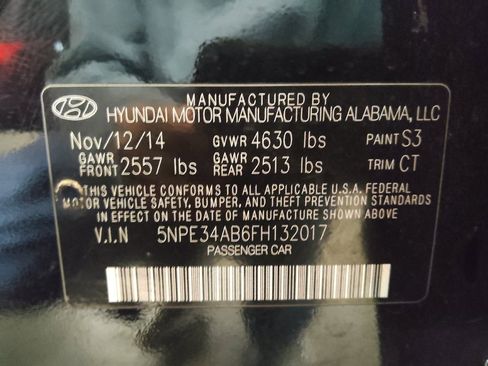 MANUFACTURED BY
HYUNDAI MOTOR MANUFACTURING ALABAMA, LLC
Nov/12/14 GVWR 4630 lbs PAINT S3
GAWR FRONT 2557 lbs GAWR REAR 2513 lbs TRIM CT
THIS VEHICLE CONFORMS TO ALL APPLICABLE U.S.A. FEDERAL
MOTOR VEHICLE SAFETY, BUMPER, AND THEFT PREVENTION STANDARDS
IN EFFECT ON THE DATE OF MANUFACTURE SHOWN ABOVE.
V.I.N 5NPE34AB6FH132017
PASSENGER CAR